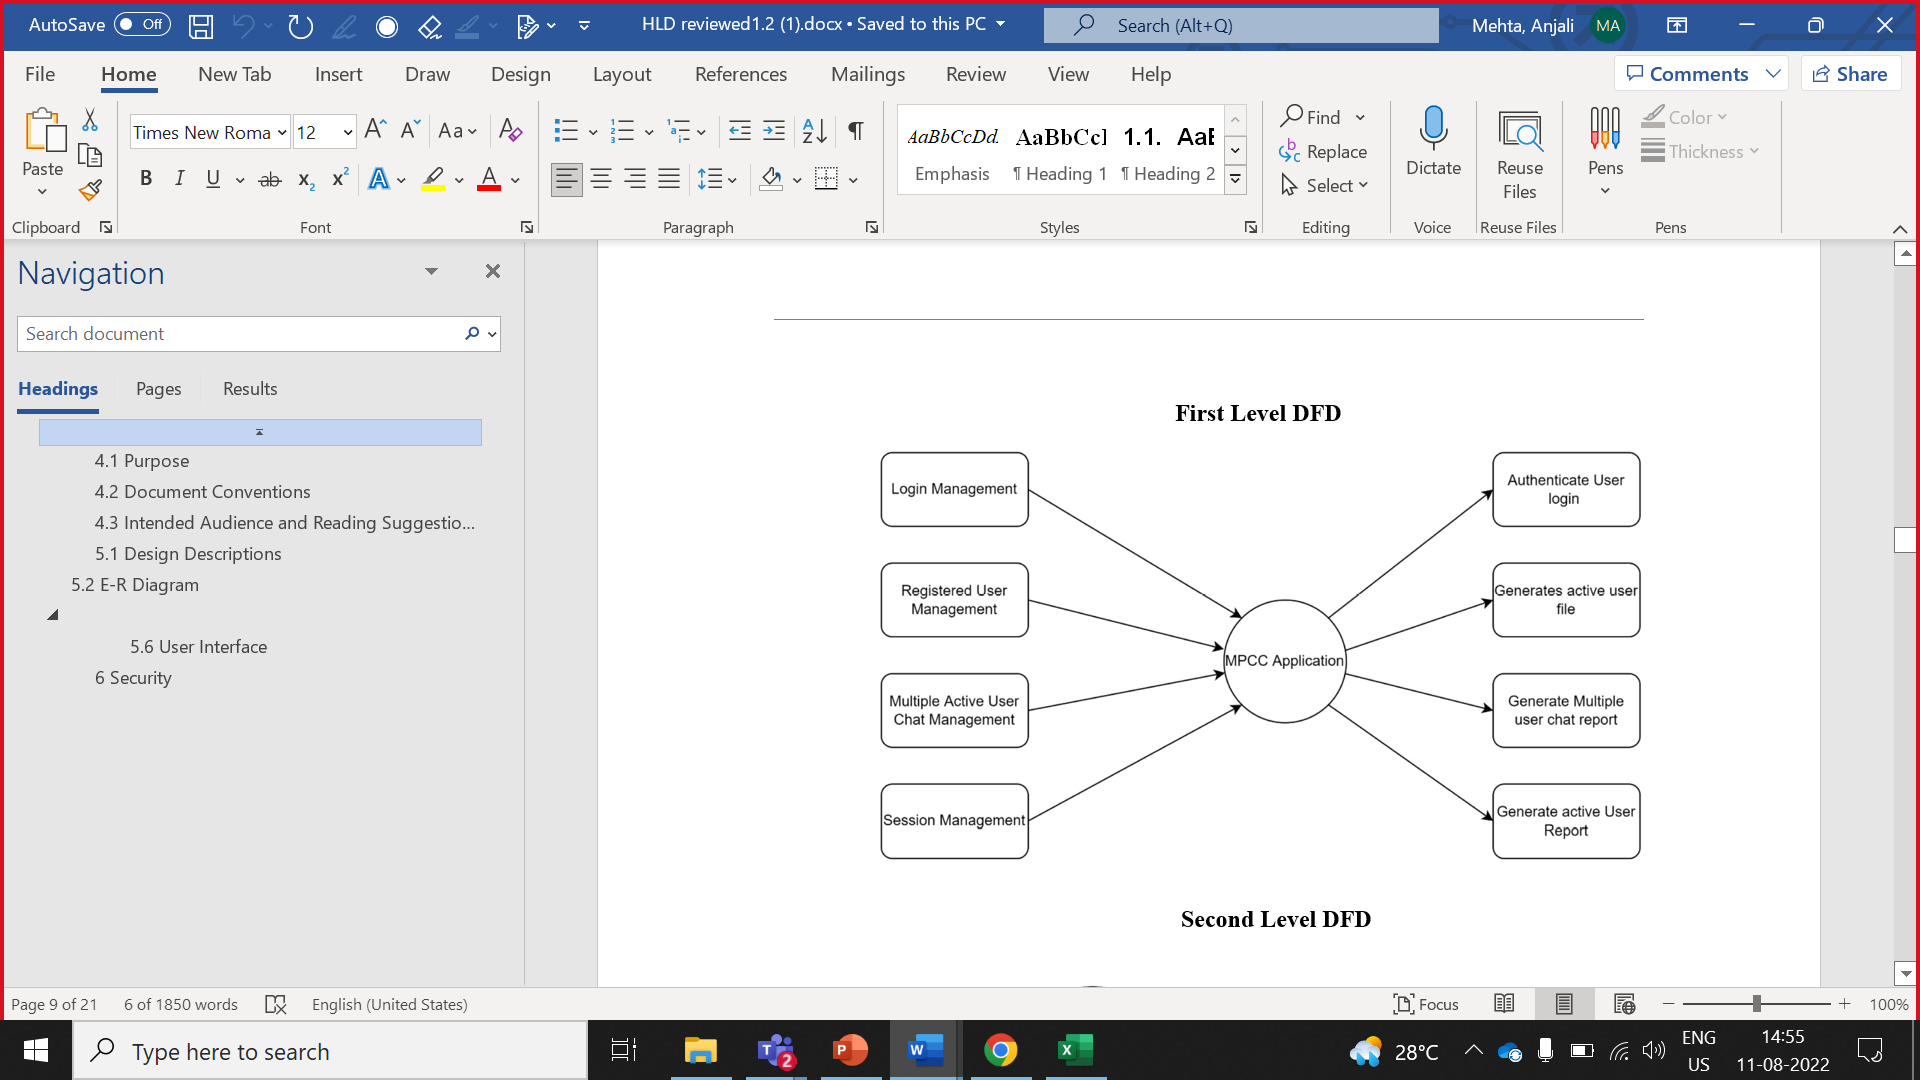 AutoSave Off HLD reviewed1.2 (1).docx • Saved to this PC Search (Alt+Q) Mehta, Anjali MA
File Home New Tab Insert Draw Design Layout References Mailings Review View Help Comments Share
Paste
Clipboard
Times New Roma 12
Aa
B I U ab x2 x2 A A
Font
Paragraph
AaBbCcDd. AaBbCcI 1.1. AaE
Emphasis ¶ Heading 1 ¶ Heading 2
Styles
Find
Replace
Select
Editing
Dictate
Voice
Reuse
Files
Reuse Files
Pens
Color
Thickness
Pens
Navigation
Search document
Headings Pages Results
4.1 Purpose
4.2 Document Conventions
4.3 Intended Audience and Reading Suggestio...
5.1 Design Descriptions
5.2 E-R Diagram
5.6 User Interface
6 Security
First Level DFD
Login Management
Registered User
Management
Multiple Active User
Chat Management
Session Management
MPCC Application
Authenticate User
login
Generates active user
file
Generate Multiple
user chat report
Generate active User
Report
Second Level DFD
Page 9 of 21 6 of 1850 words English (United States) Focus 100%
Type here to search
2
28°C
ENG
US
14:55
11-08-2022